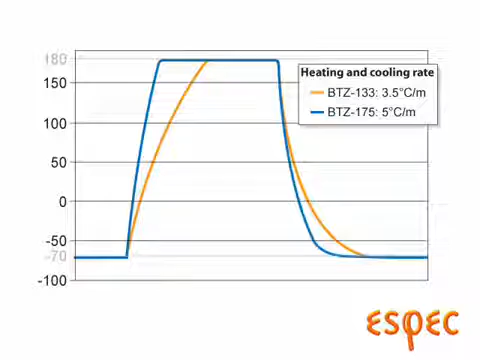 180
150
100
50
0
-50
-70
-100
Heating and cooling rate
BTZ-133: 3.5°C/m
BTZ-175: 5°C/m
ESPEC